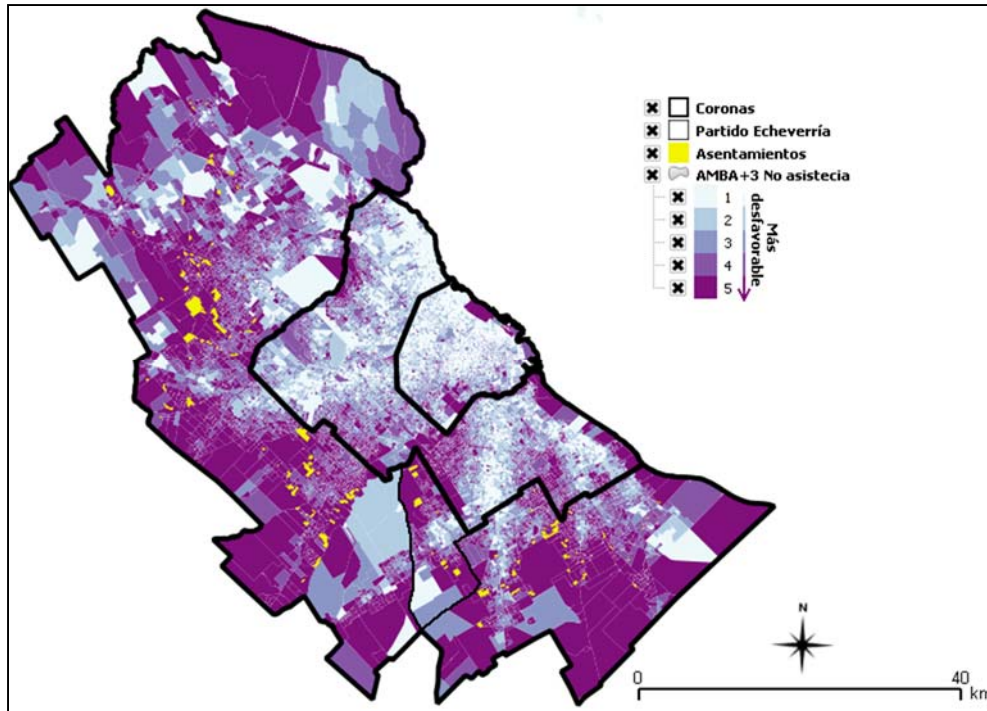 Coronas
Partido Echeverría
Asentamientos
AMBA+3 No asistecia
1
2
3
4
5
Más
desfavorable
N
0
40
km